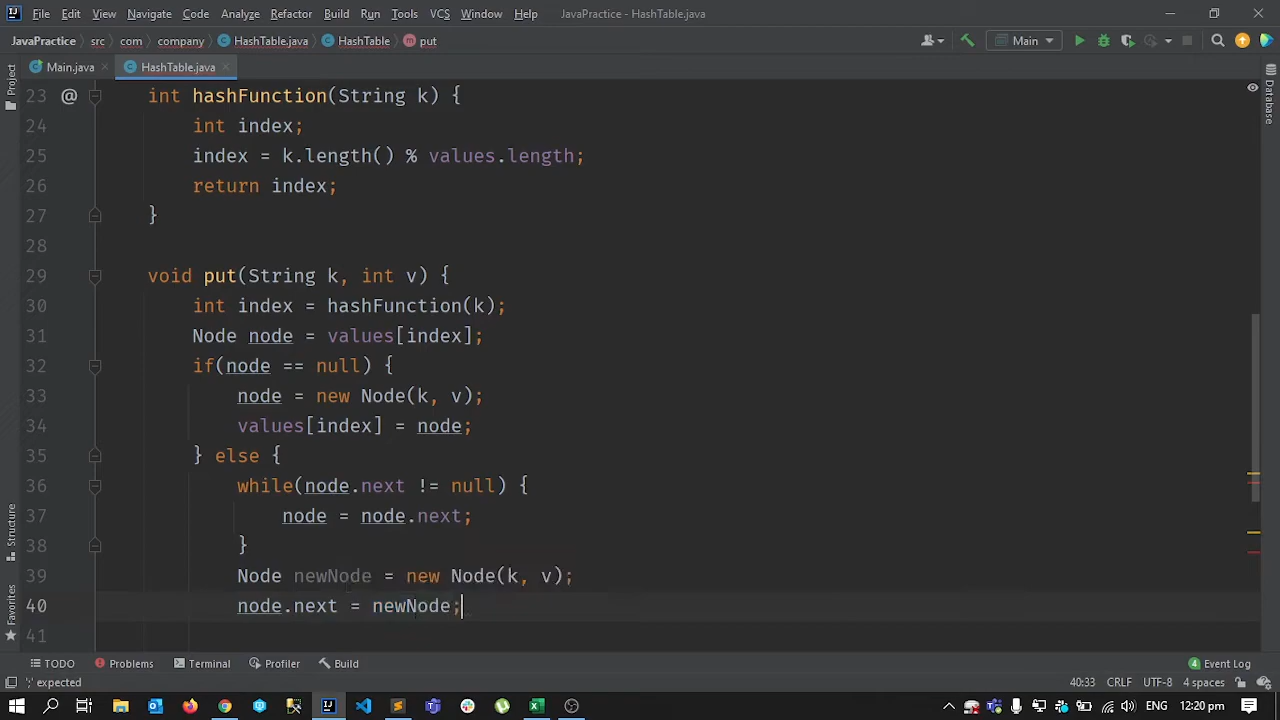 File Edit View Navigate Code Analyze Refactor Build Run Tools VCS Window Help JavaPractice - HashTable.java
JavaPractice src com company HashTable.java HashTable put Main
Main.java HashTable.java
Project
Database
Structure
Favorites
23 @ int hashFunction(String k) {
24 int index;
25 index = k.length() % values.length;
26 return index;
27 }
28
29 void put(String k, int v) {
30 int index = hashFunction(k);
31 Node node = values[index];
32 if(node == null) {
33 node = new Node(k, v);
34 values[index] = node;
35 } else {
36 while(node.next != null) {
37 node = node.next;
38 }
39 Node newNode = new Node(k, v);
40 node.next = newNode;
41
TODO Problems Terminal Profiler Build 4 Event Log
'}' expected 40:33 CRLF UTF-8 4 spaces
12:20 pm